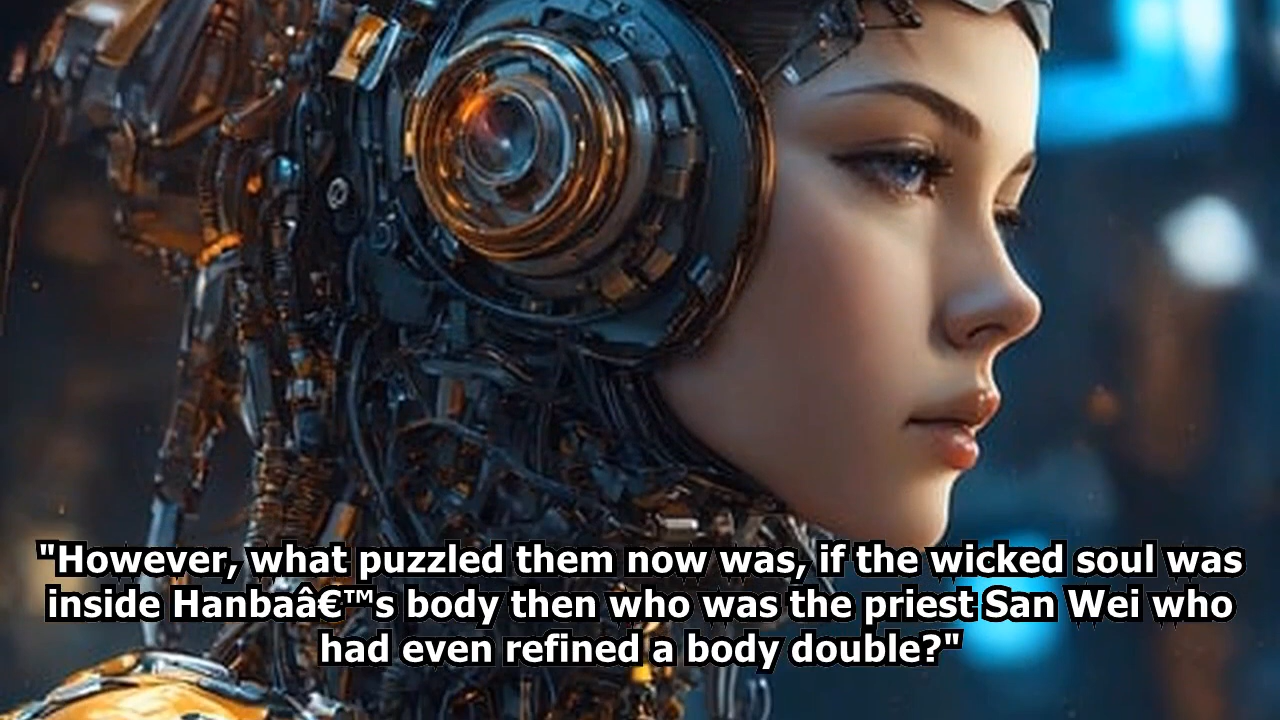 "However, what puzzled them now was, if the wicked soul was
inside Hanbaâ€™s body then who was the priest San Wei who
had even refined a body double?"